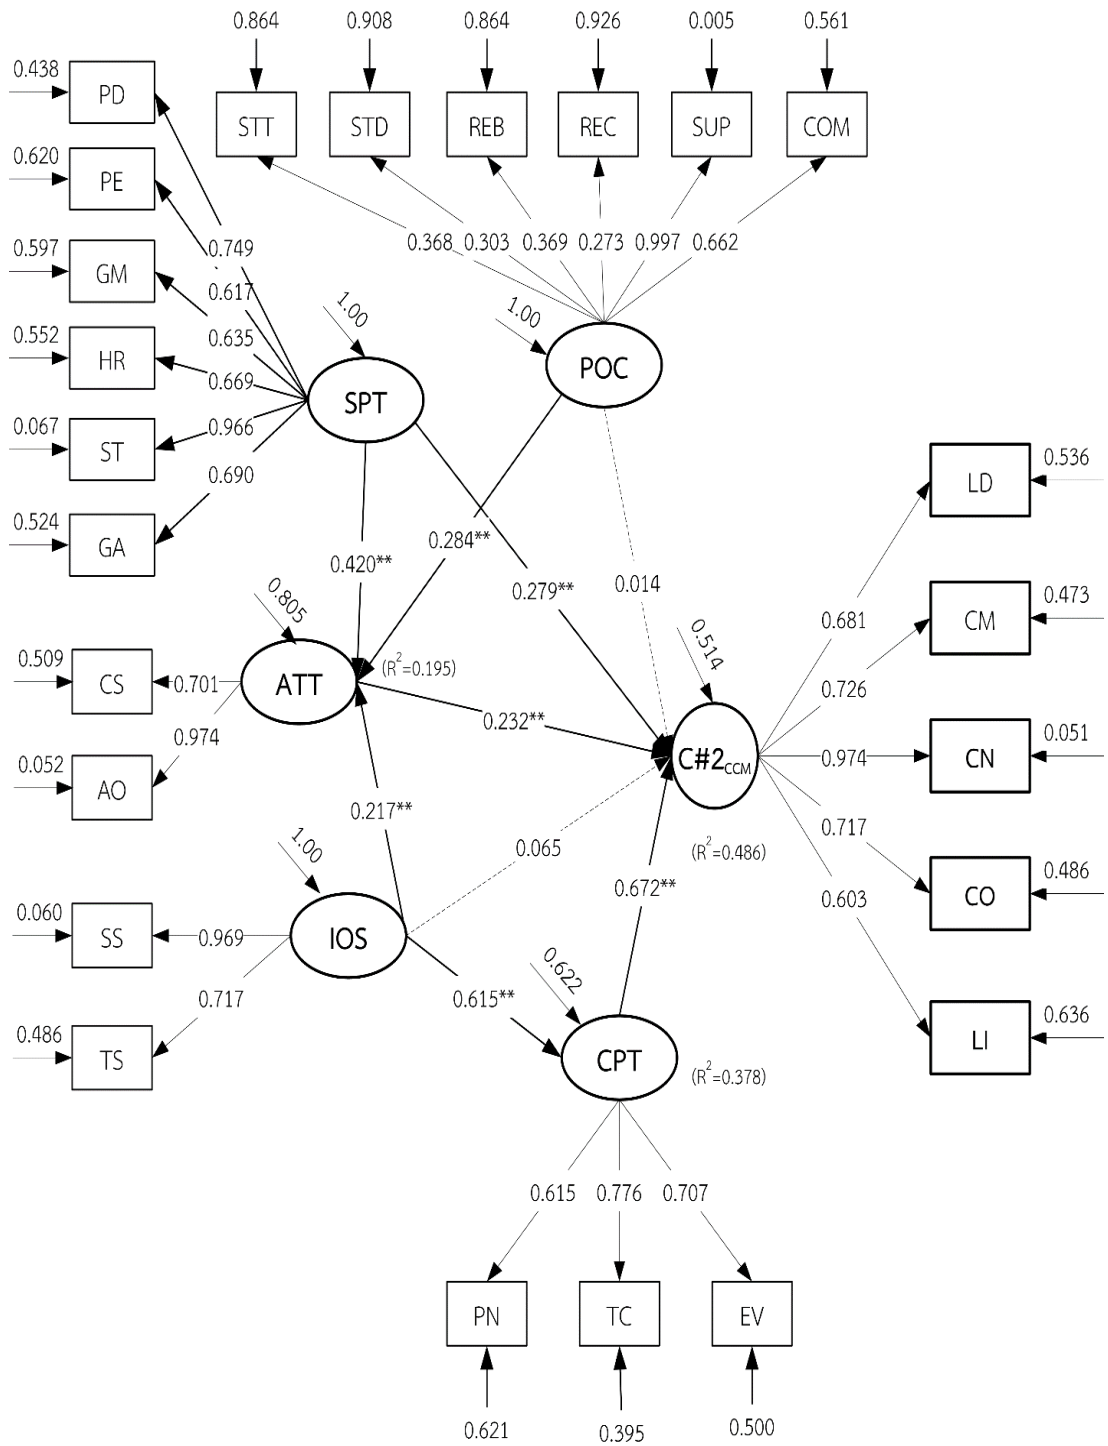 0.864 0.908 0.864 0.926 0.005 0.561
0.438 PD
STT STD REB REC SUP COM
0.620 PE
0.597 GM
0.749
0.368 0.303 0.369 0.273 0.997 0.662
0.617
0.635
0.552 HR
0.669
1.00 1.00
SPT POC
0.067 ST
0.966
0.690
0.524 GA
LD 0.536
0.420** 0.284** 0.279** 0.014
0.805
CM 0.473
0.681
0.514
0.509 CS
0.701
ATT (R2=0.195)
0.726
0.232**
0.974
0.052 AO
C#2CCM
0.974
CN 0.051
0.217**
0.717
1.00
0.065
(R2=0.486)
0.672**
0.603
CO 0.486
0.060 SS
0.969
IOS
0.717
0.615**
0.622
0.486 TS
CPT
(R2=0.378)
LI 0.636
0.615 0.776 0.707
PN TC EV
0.621 0.395 0.500